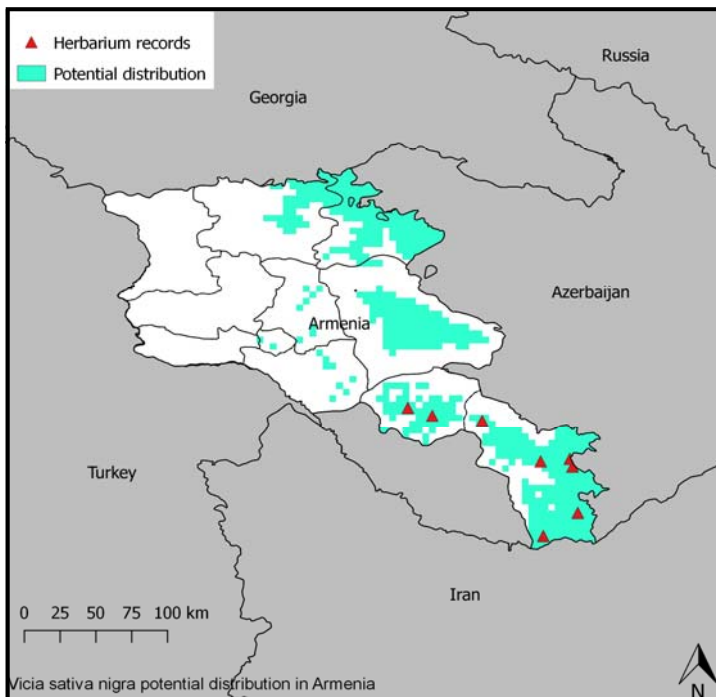 Herbarium records
Potential distribution
Russia
Georgia
Azerbaijan
Armenia
Turkey
Iran
0 25 50 75 100 km
Vicia sativa nigra potential distribution in Armenia
N